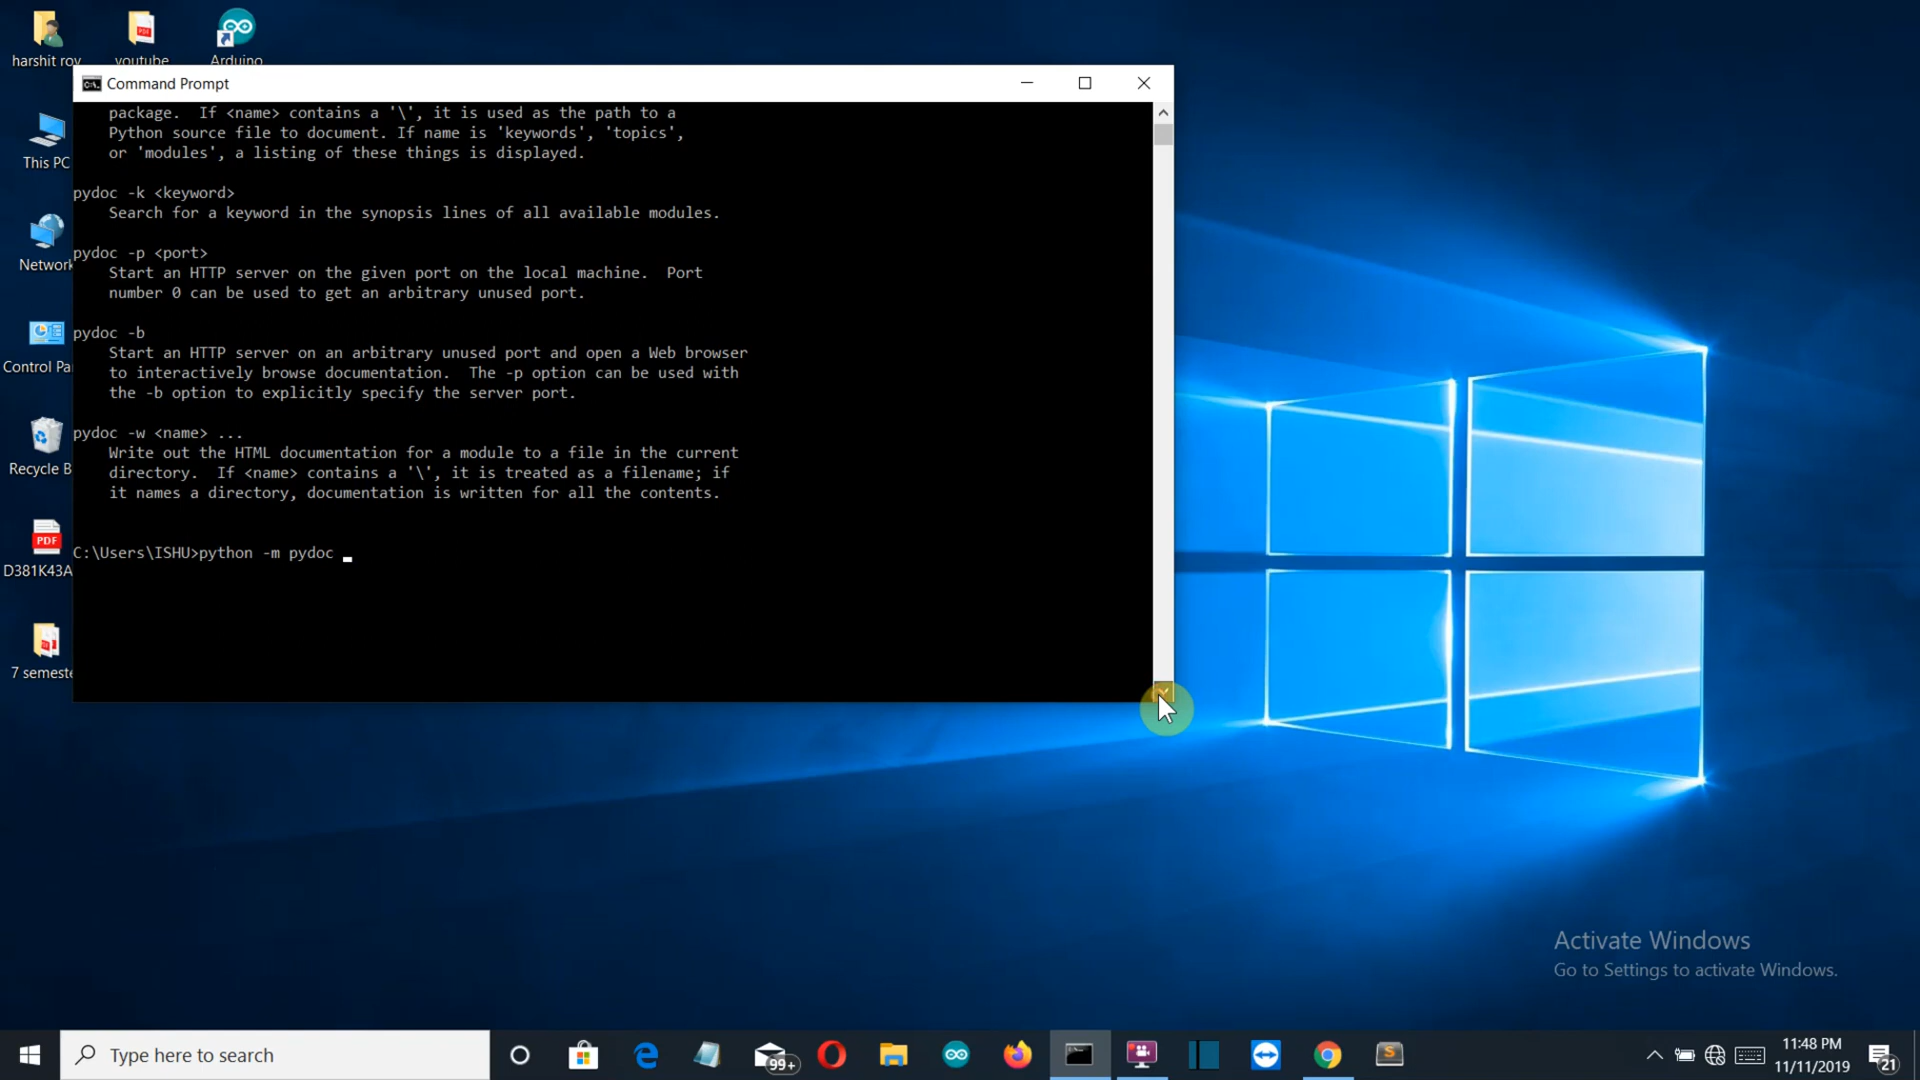 harshit roy
youtube
Arduino
Command Prompt
package.  If <name> contains a '\', it is used as the path to a
Python source file to document. If name is 'keywords', 'topics',
or 'modules', a listing of these things is displayed.
pydoc -k <keyword>
Search for a keyword in the synopsis lines of all available modules.
pydoc -p <port>
Start an HTTP server on the given port on the local machine.  Port
number 0 can be used to get an arbitrary unused port.
pydoc -b
Start an HTTP server on an arbitrary unused port and open a Web browser
to interactively browse documentation.  The -p option can be used with
the -b option to explicitly specify the server port.
pydoc -w <name> ...
Write out the HTML documentation for a module to a file in the current
directory.  If <name> contains a '\', it is treated as a filename; if
it names a directory, documentation is written for all the contents.
C:\Users\ISHU>python -m pydoc _
This PC
Network
Control Pa
Recycle B
PDF
D381K43A
7 semeste
Activate Windows
Go to Settings to activate Windows.
Type here to search
99+
11:48 PM
11/11/2019
21